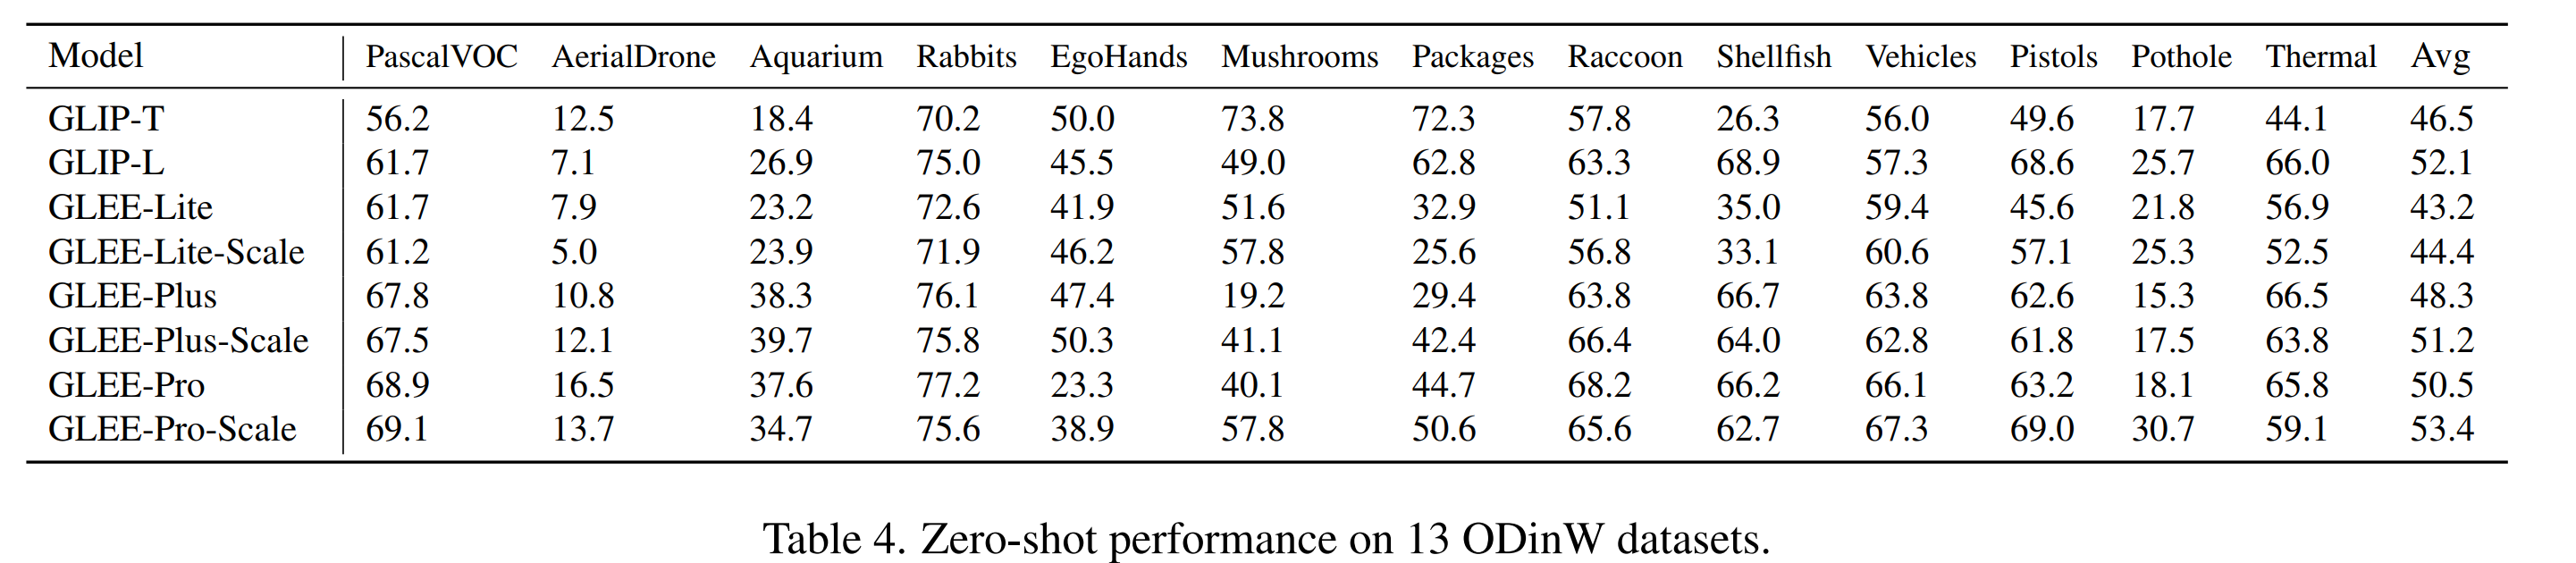 Model PascalVOC AerialDrone Aquarium Rabbits EgoHands Mushrooms Packages Raccoon Shellfish Vehicles Pistols Pothole Thermal Avg
GLIP-T 56.2 12.5 18.4 70.2 50.0 73.8 72.3 57.8 26.3 56.0 49.6 17.7 44.1 46.5
GLIP-L 61.7 7.1 26.9 75.0 45.5 49.0 62.8 63.3 68.9 57.3 68.6 25.7 66.0 52.1
GLEE-Lite 61.7 7.9 23.2 72.6 41.9 51.6 32.9 51.1 35.0 59.4 45.6 21.8 56.9 43.2
GLEE-Lite-Scale 61.2 5.0 23.9 71.9 46.2 57.8 25.6 56.8 33.1 60.6 57.1 25.3 52.5 44.4
GLEE-Plus 67.8 10.8 38.3 76.1 47.4 19.2 29.4 63.8 66.7 63.8 62.6 15.3 66.5 48.3
GLEE-Plus-Scale 67.5 12.1 39.7 75.8 50.3 41.1 42.4 66.4 64.0 62.8 61.8 17.5 63.8 51.2
GLEE-Pro 68.9 16.5 37.6 77.2 23.3 40.1 44.7 68.2 66.2 66.1 63.2 18.1 65.8 50.5
GLEE-Pro-Scale 69.1 13.7 34.7 75.6 38.9 57.8 50.6 65.6 62.7 67.3 69.0 30.7 59.1 53.4
Table 4. Zero-shot performance on 13 ODinW datasets.